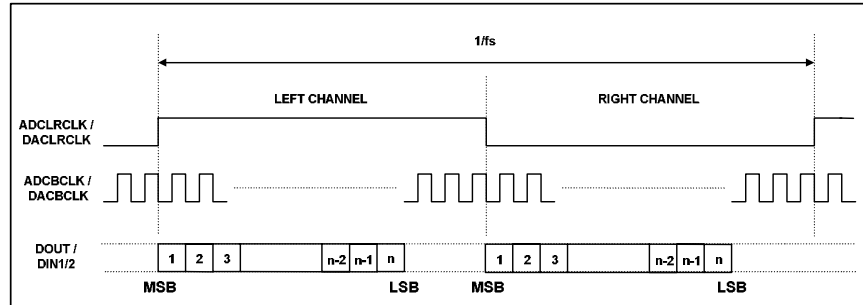 1/fs
LEFT CHANNEL RIGHT CHANNEL
ADCLRCLK /
DACLRCLK
ADCBCLK /
DACBCLK
DOUT /
DIN1/2
1 2 3 n-2 n-1 n 1 2 3 n-2 n-1 n
MSB LSB MSB LSB